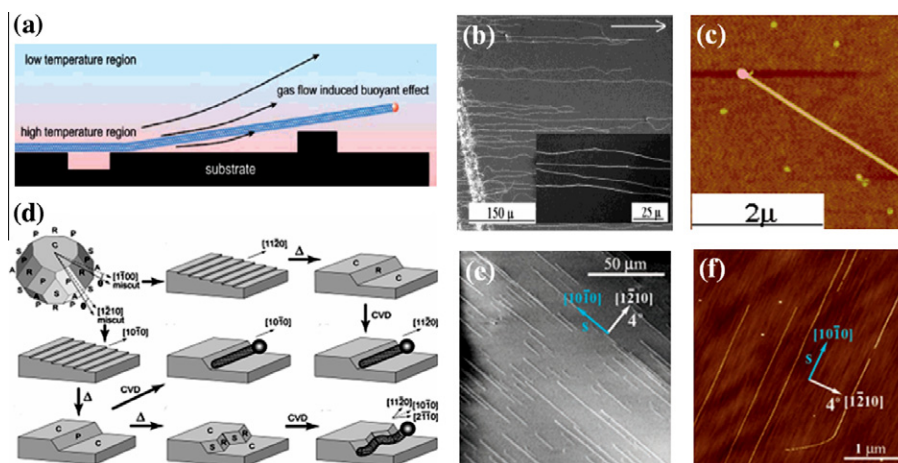 (a)
low temperature region
gas flow induced buoyant effect
high temperature region
substrate
(b)
150 μ
25 μ
(c)
2μ
(d)
P R P
S C S
A P P A
R S R
S P A
A R
P S P
R
[11̄00]
miscut
θ
θ
[12̄10]
miscut
[112̄0]
Δ
C
R
C
CVD
[101̄0]
[101̄0]
[112̄0]
CVD
Δ
C
P
C
Δ
C
S R S R
C
CVD
[112̄0]
[101̄0]
[2̄110]
(e)
50 μm
[101̄0]
[12̄10]
s
4°
(f)
[101̄0]
s
4°
[12̄10]
1 μm